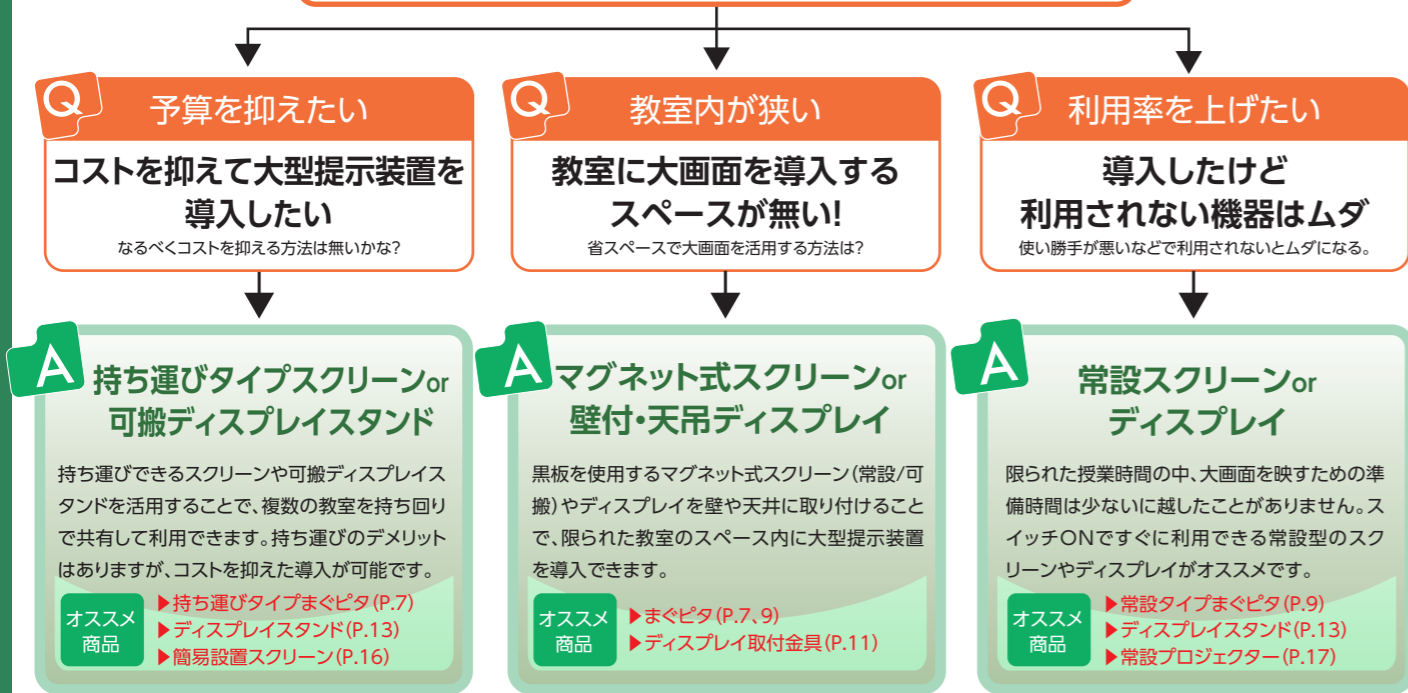 Q
予算を抑えたい
コストを抑えて大型提示装置を
導入したい
なるべくコストを抑える方法は無いかな?
A
持ち運びタイプスクリーンor
可搬ディスプレイスタンド
持ち運びできるスクリーンや可搬ディスプレイス
タンドを活用することで、複数の教室を持ち回り
で共有して利用できます。持ち運びのデメリット
はありますが、コストを抑えた導入が可能です。
オススメ
商品
▶持ち運びタイプまぐピタ(P.7)
▶ディスプレイスタンド(P.13)
▶簡易設置スクリーン(P.16)
Q
教室内が狭い
教室に大画面を導入する
スペースが無い!
省スペースで大画面を活用する方法は?
A
マグネット式スクリーンor
壁付・天吊ディスプレイ
黒板を使用するマグネット式スクリーン(常設/可
搬)やディスプレイを壁や天井に取り付けること
で、限られた教室のスペース内に大型提示装置
を導入できます。
オススメ
商品
▶まぐピタ(P.7、9)
▶ディスプレイ取付金具(P.11)
Q
利用率を上げたい
導入したけど
利用されない機器はムダ
使い勝手が悪いなどで利用されないとムダになる。
A
常設スクリーンor
ディスプレイ
限られた授業時間の中、大画面を映すための準
備時間は少ないに越したことがありません。ス
イッチONですぐに利用できる常設型のスク
リーンやディスプレイがオススメです。
オススメ
商品
▶常設タイプまぐピタ(P.9)
▶ディスプレイスタンド(P.13)
▶常設プロジェクター(P.17)